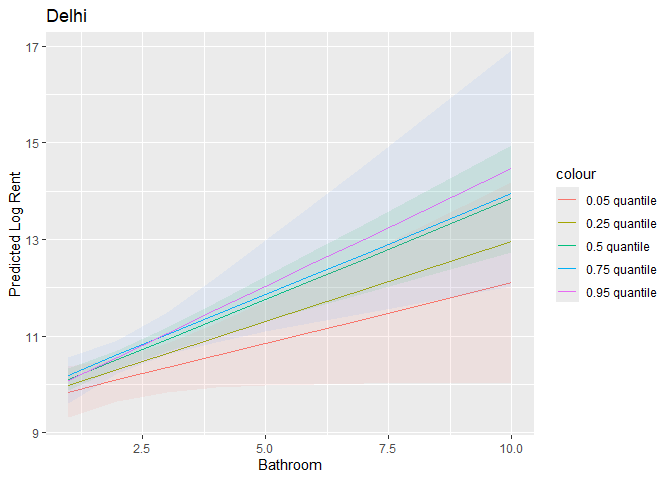 Delhi
17
15
13
11
9
Predicted Log Rent
2.5 5.0 7.5 10.0
Bathroom
colour
0.05 quantile
0.25 quantile
0.5 quantile
0.75 quantile
0.95 quantile